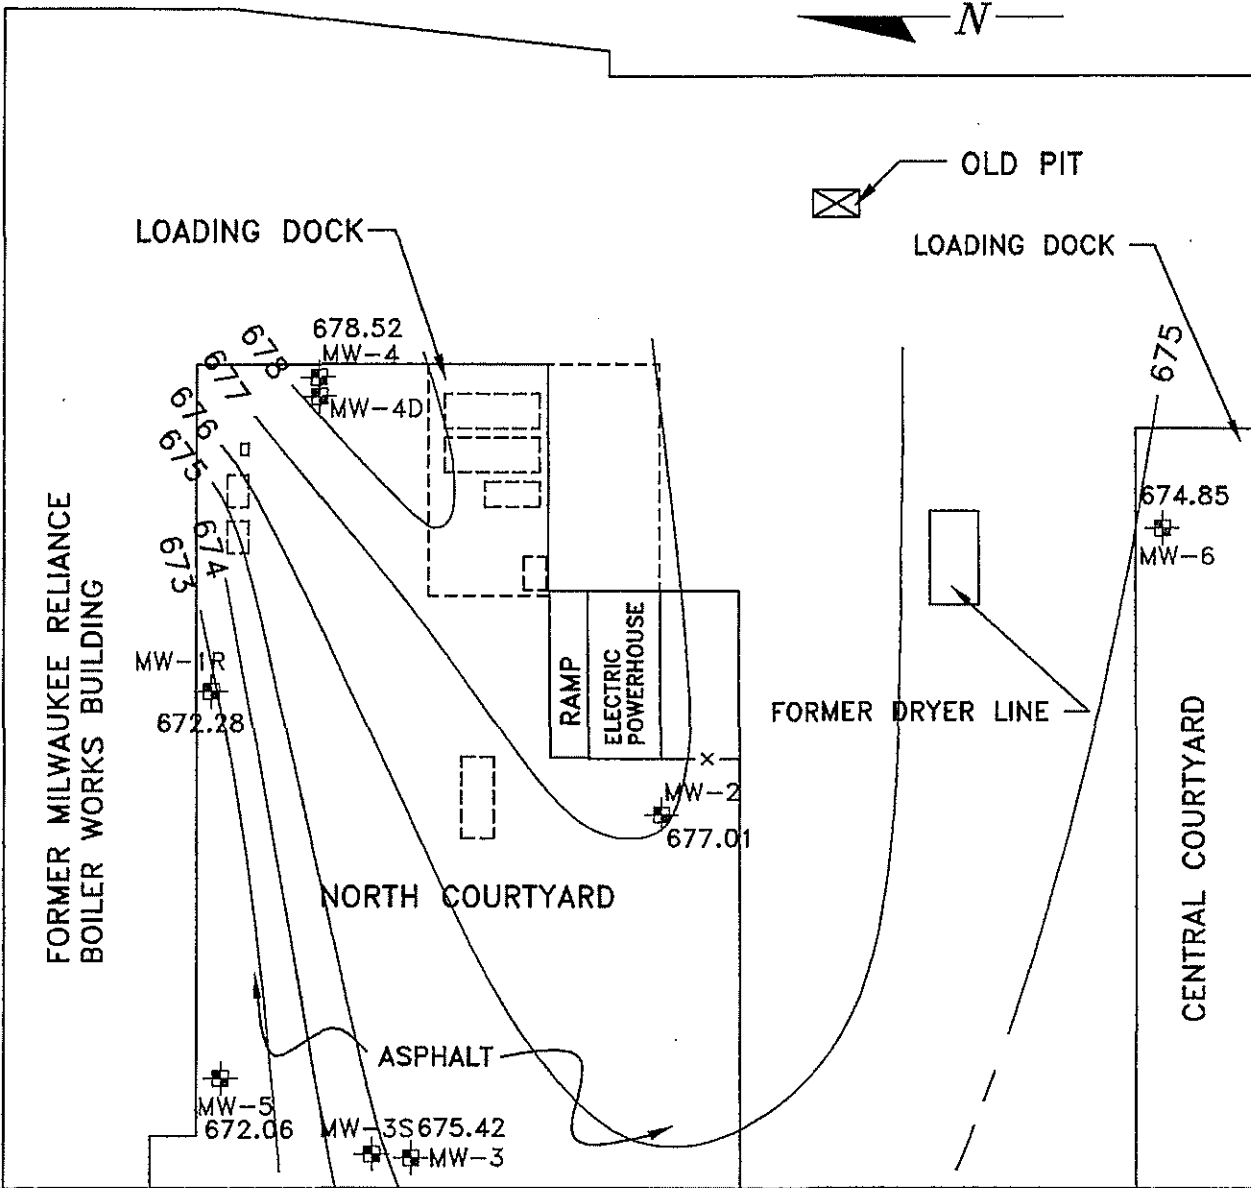 N
OLD PIT
LOADING DOCK
LOADING DOCK
678.52
MW-4
MW-4D
678
677
676
675
674
673
675
674.85
MW-6
FORMER MILWAUKEE RELIANCE
BOILER WORKS BUILDING
MW-1R
672.28
RAMP
ELECTRIC
POWERHOUSE
FORMER DRYER LINE
MW-2
677.01
NORTH COURTYARD
CENTRAL COURTYARD
ASPHALT
MW-5
672.06
MW-3S
675.42
MW-3